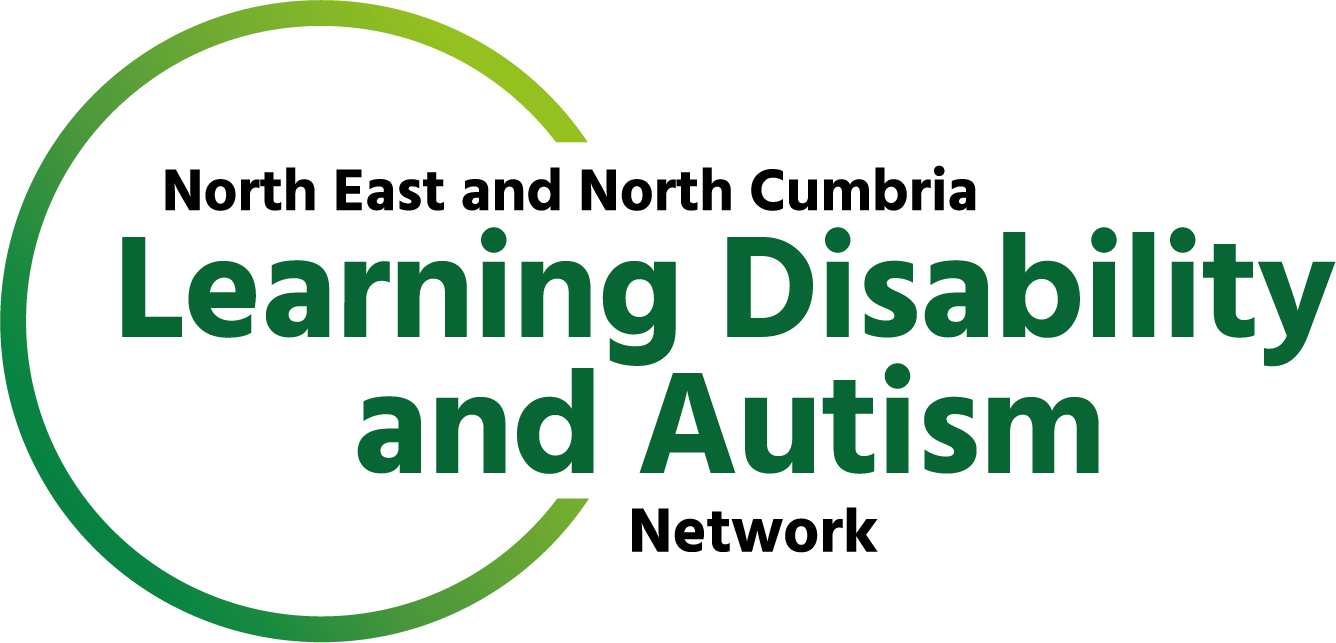 North East and North Cumbria
Learning Disability
and Autism
Network